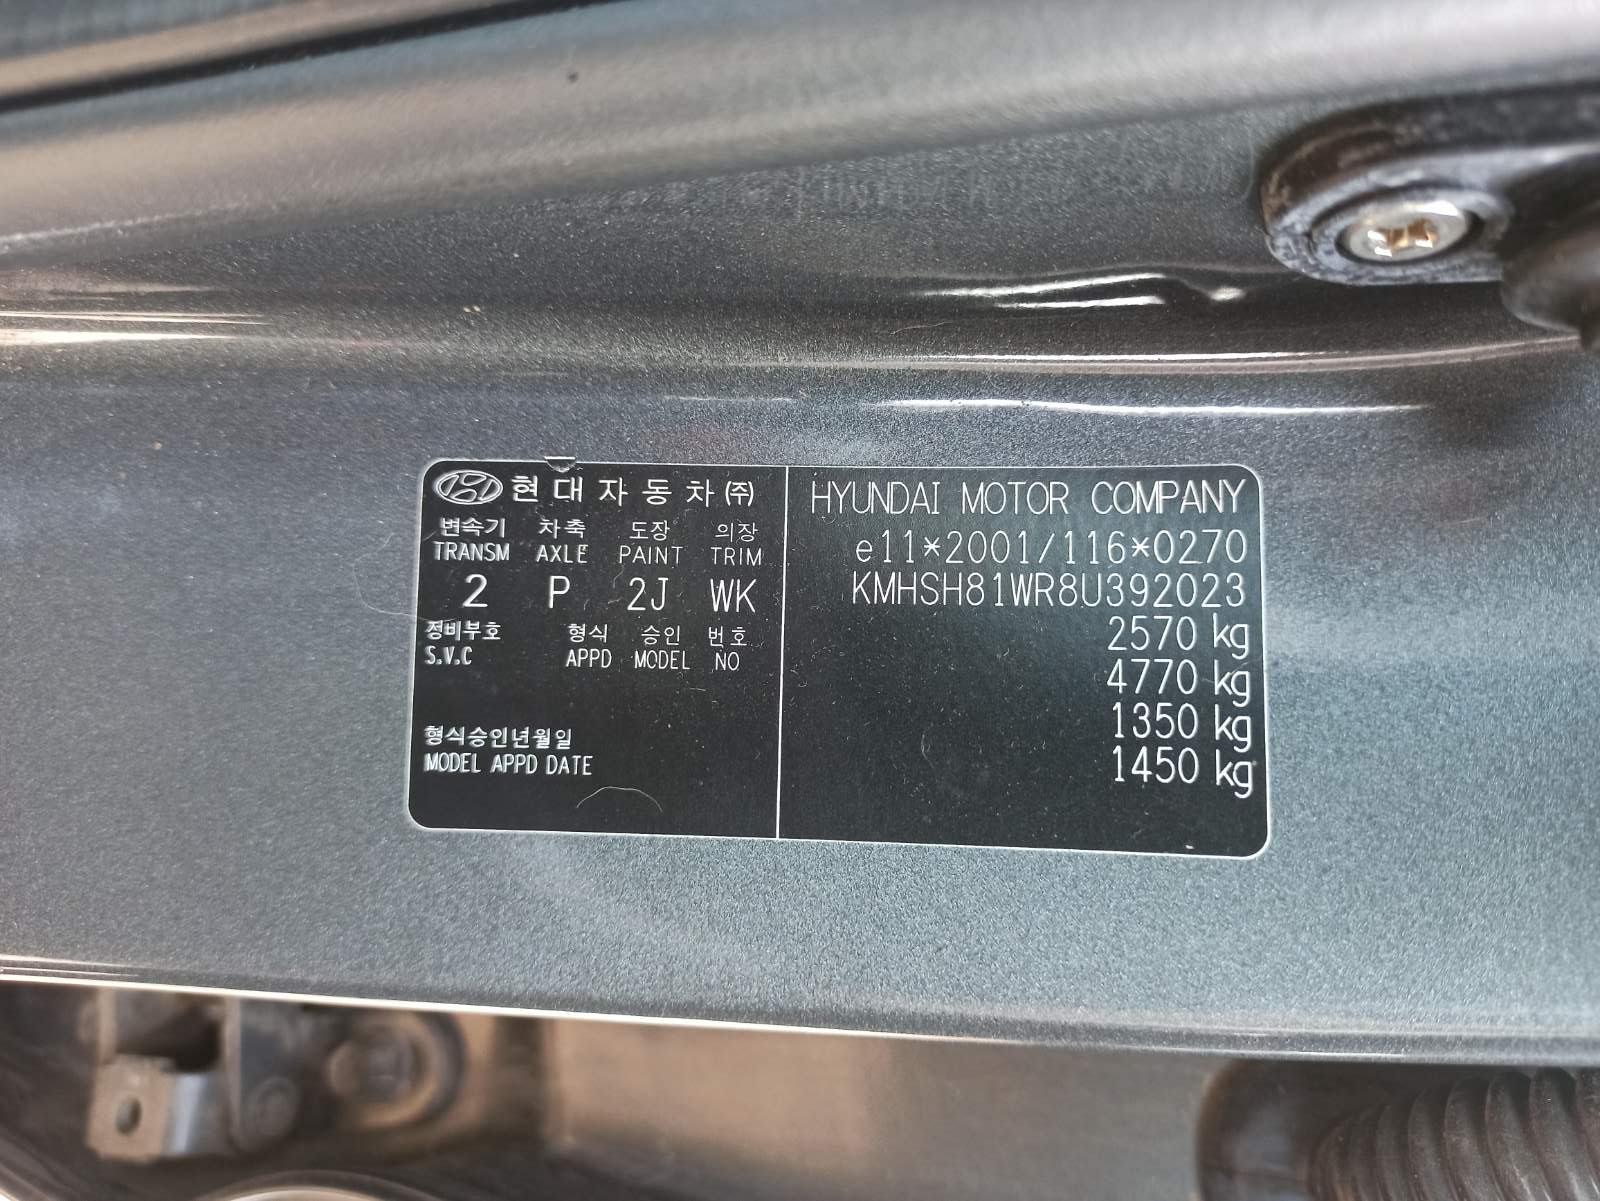 현대자동차(주)
변속기 차축 도장 의장
TRANSM AXLE PAINT TRIM
2 P 2J WK
정비부호 형식 승인 번호
S.V.C APPD MODEL NO
형식승인년월일
MODEL APPD DATE
HYUNDAI MOTOR COMPANY
e11*2001/116*0270
KMHSH81WR8U392023
2570 kg
4770 kg
1350 kg
1450 kg